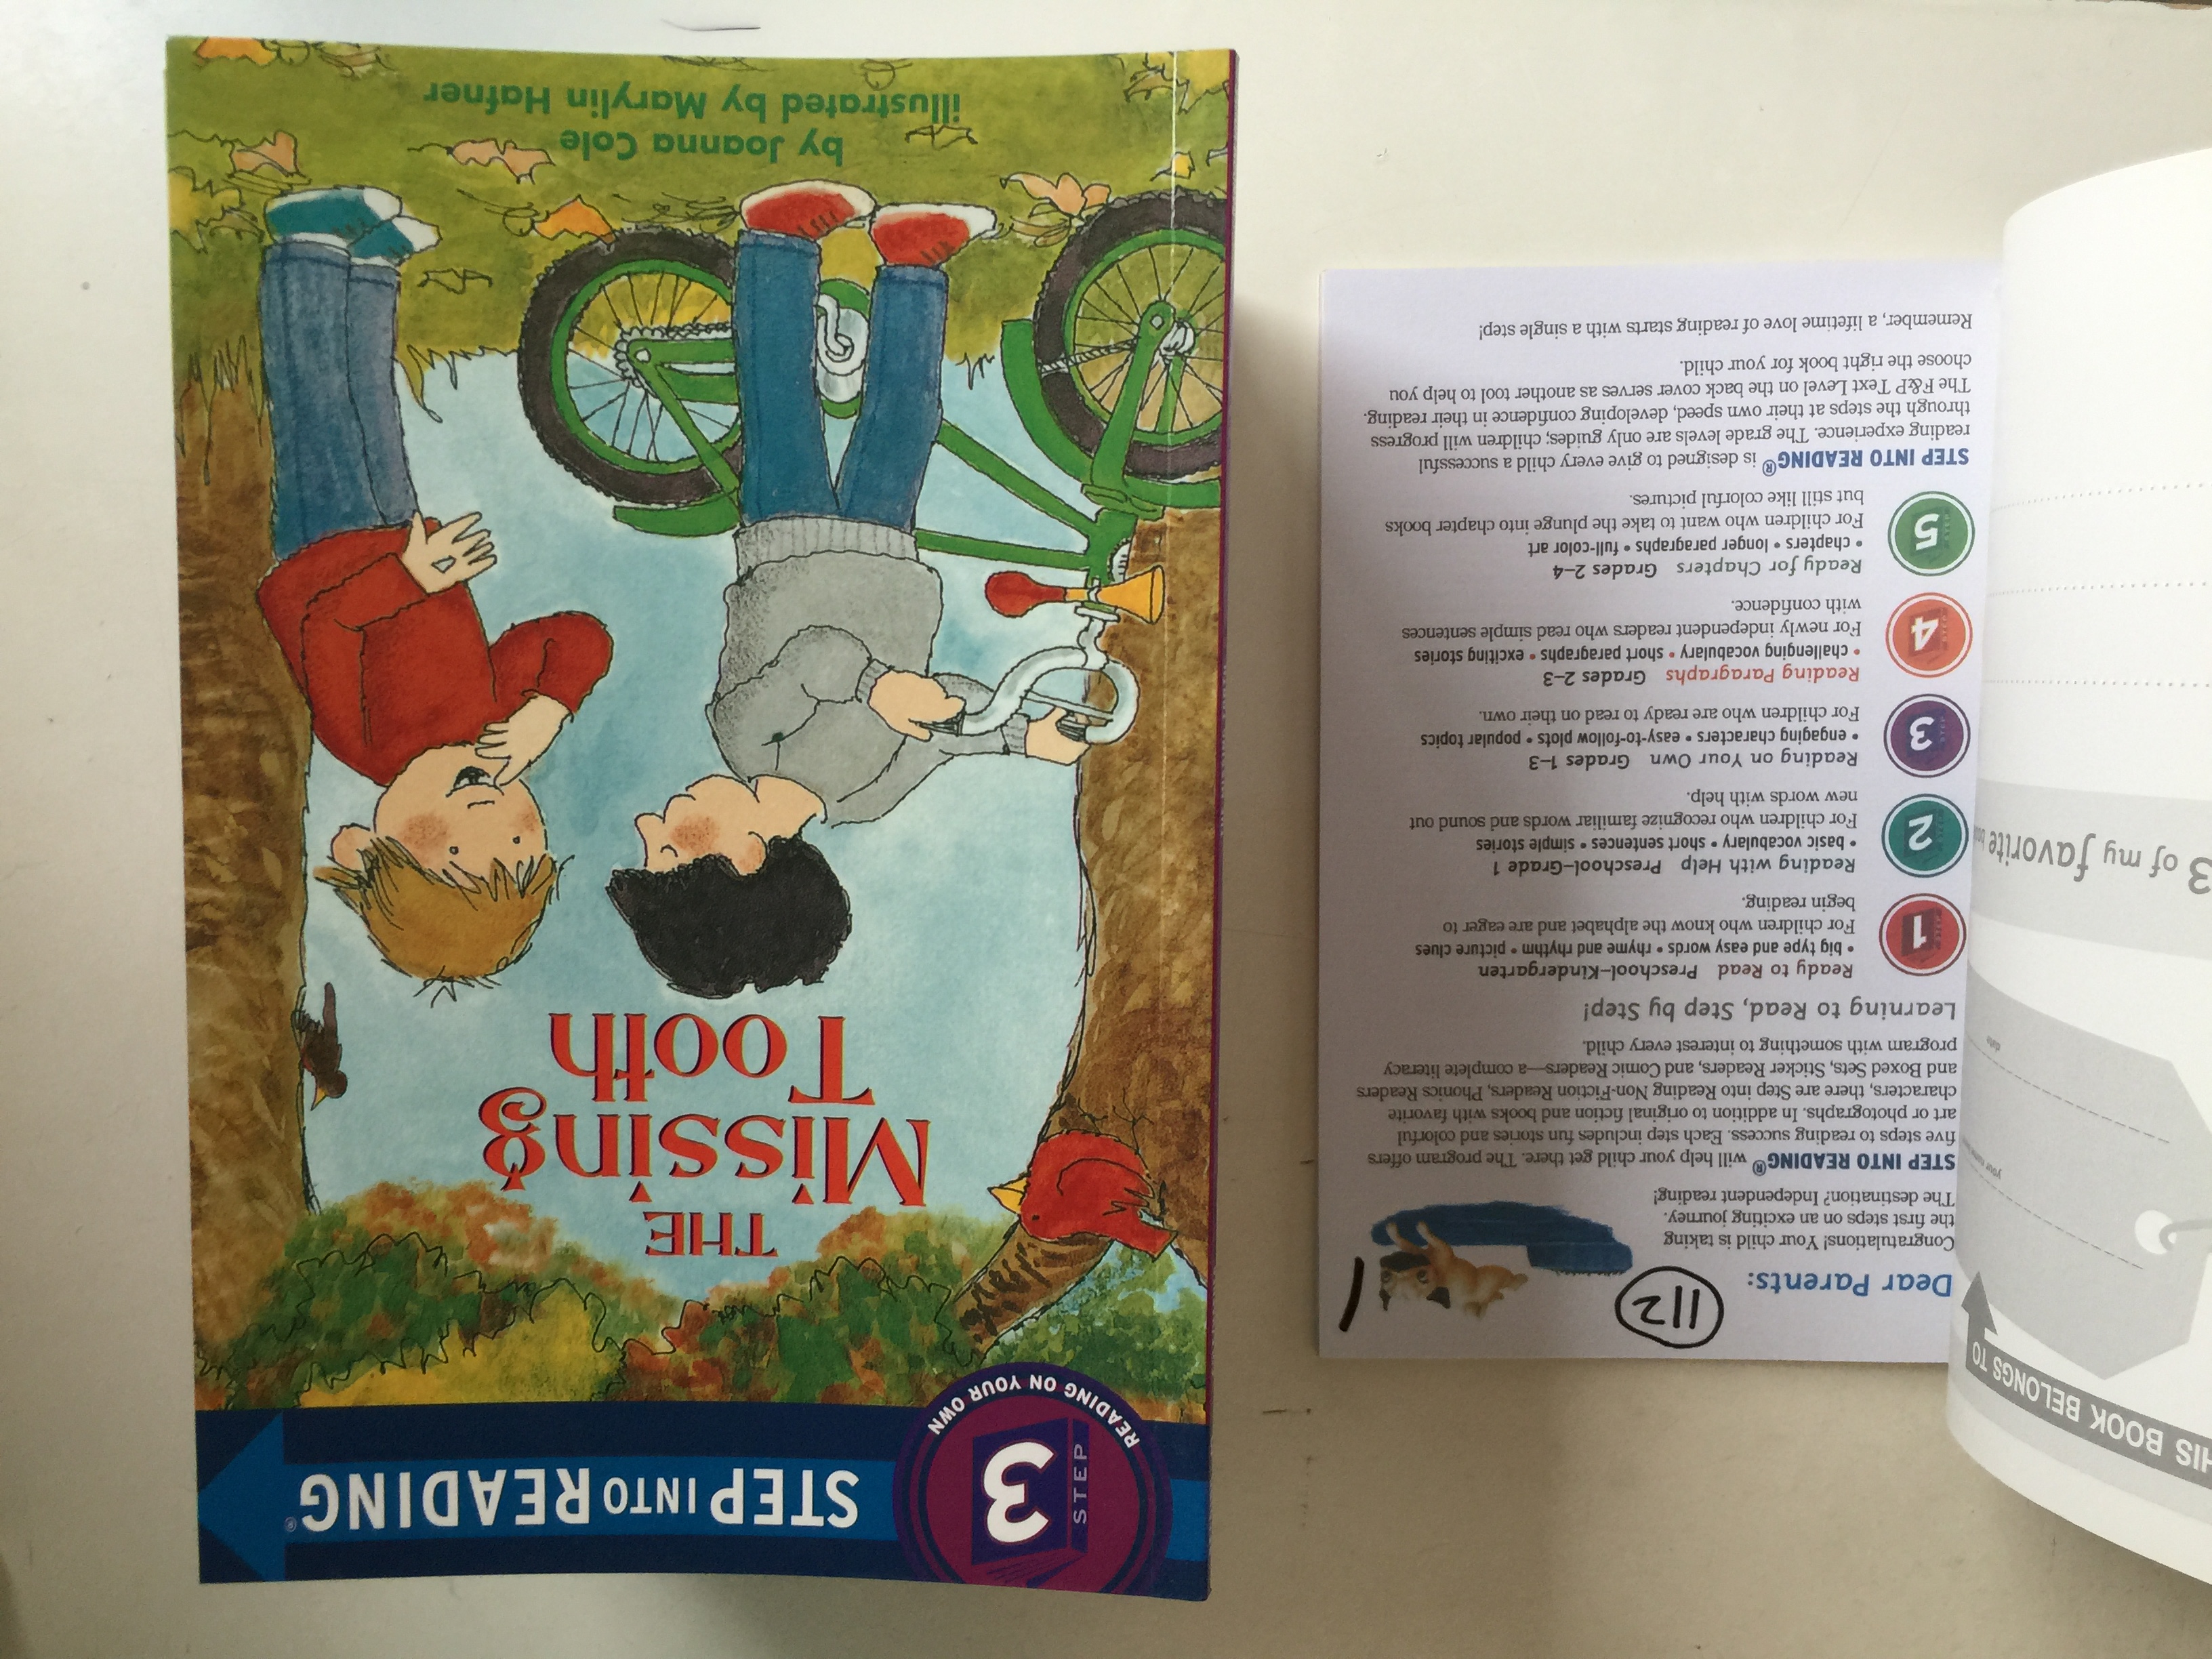 HIS BOOK BELONGS TO
your name
date
3 of my favorite
112
1
Dear Parents:
Congratulations! Your child is taking
the first steps on an exciting journey.
The destination? Independent reading!
STEP INTO READING® will help your child get there. The program offers
five steps to reading success. Each step includes fun stories and colorful
art or photographs. In addition to original fiction and books with favorite
characters, there are Step into Reading Non-Fiction Readers, Phonics Readers
and Boxed Sets, Sticker Readers, and Comic Readers—a complete literacy
program with something to interest every child.
Learning to Read, Step by Step!
1
Ready to Read Preschool–Kindergarten
• big type and easy words • rhyme and rhythm • picture clues
For children who know the alphabet and are eager to
begin reading.
2
Reading with Help Preschool–Grade 1
• basic vocabulary • short sentences • simple stories
For children who recognize familiar words and sound out
new words with help.
3
Reading on Your Own Grades 1–3
• engaging characters • easy-to-follow plots • popular topics
For children who are ready to read on their own.
4
Reading Paragraphs Grades 2–3
• challenging vocabulary • short paragraphs • exciting stories
For newly independent readers who read simple sentences
with confidence.
5
Ready for Chapters Grades 2–4
• chapters • longer paragraphs • full-color art
For children who want to take the plunge into chapter books
but still like colorful pictures.
STEP INTO READING® is designed to give every child a successful
reading experience. The grade levels are only guides; children will progress
through the steps at their own speed, developing confidence in their reading.
The F&P Text Level on the back cover serves as another tool to help you
choose the right book for your child.
Remember, a lifetime love of reading starts with a single step!
STEP 3
READING ON YOUR OWN
STEP INTO READING®
THE
Missing
Tooth
by Joanna Cole
illustrated by Marylin Hafner